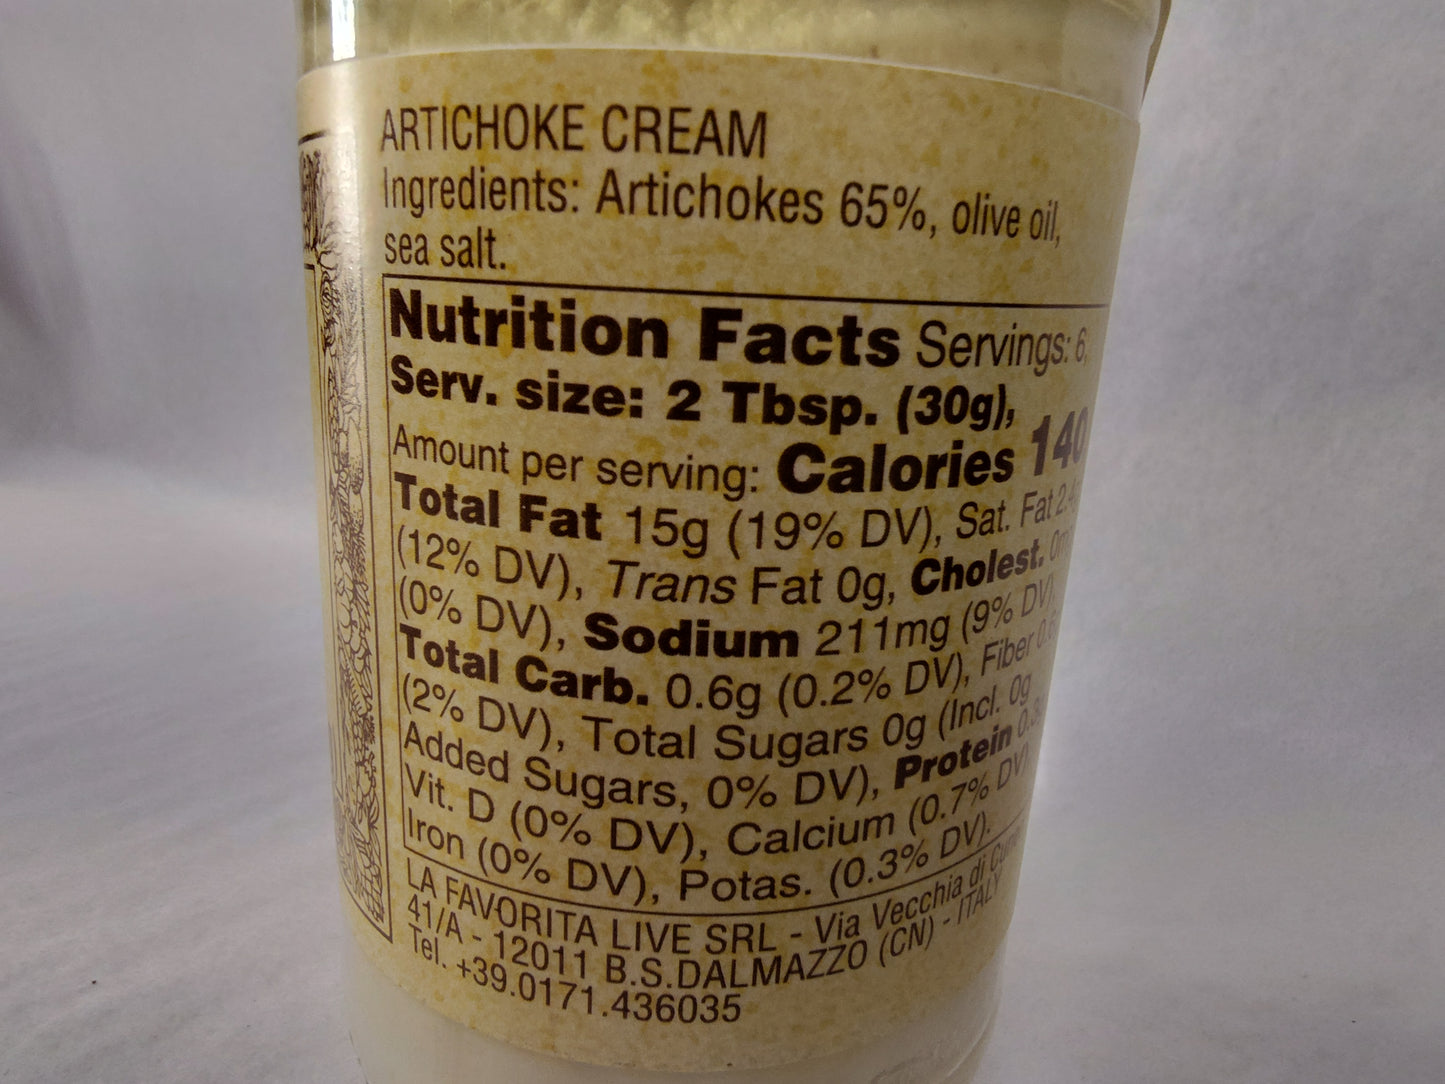 ARTICHOKE CREAM
Ingredients: Artichokes 65%, olive oil,
sea salt.
Nutrition Facts Servings: 6,
Serv. size: 2 Tbsp. (30g),
Amount per serving: Calories 140
Total Fat 15g (19% DV), Sat. Fat
(12% DV), Trans Fat 0g, Cholest.
(0% DV), Sodium 211mg (9% DV),
Total Carb. 0.6g (0.2% DV), Fiber
(2% DV), Total Sugars 0g (Incl. 0g
Added Sugars, 0% DV), Protein
Vit. D (0% DV), Calcium (0.7% DV)
Iron (0% DV), Potas. (0.3% DV).
LA FAVORITA LIVE SRL - Via Vecchia di
41/A - 12011 B.S.DALMAZZO (CN) - ITALY
Tel. +39.0171.436035